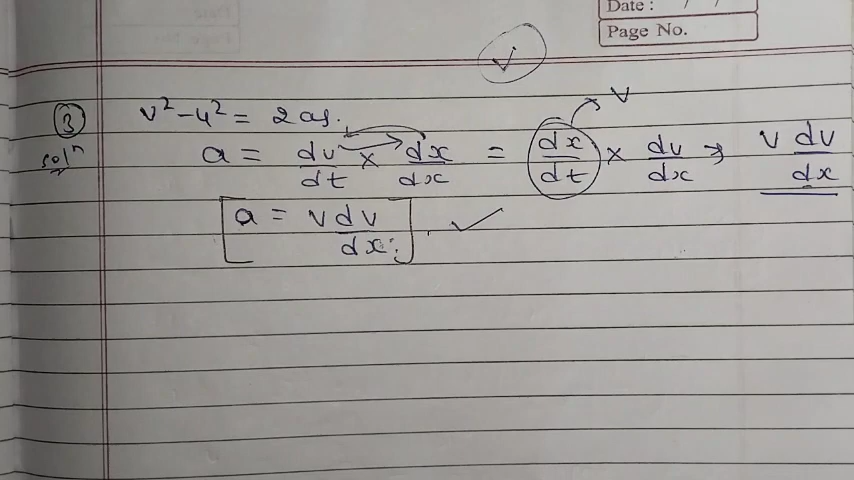 Date : / /
Page No.
v
③ v² - u² = 2as.
solⁿ a = dv/dt × dx/dx = dx/dt × dv/dx → v dv/dx
v
a = v dv/dx